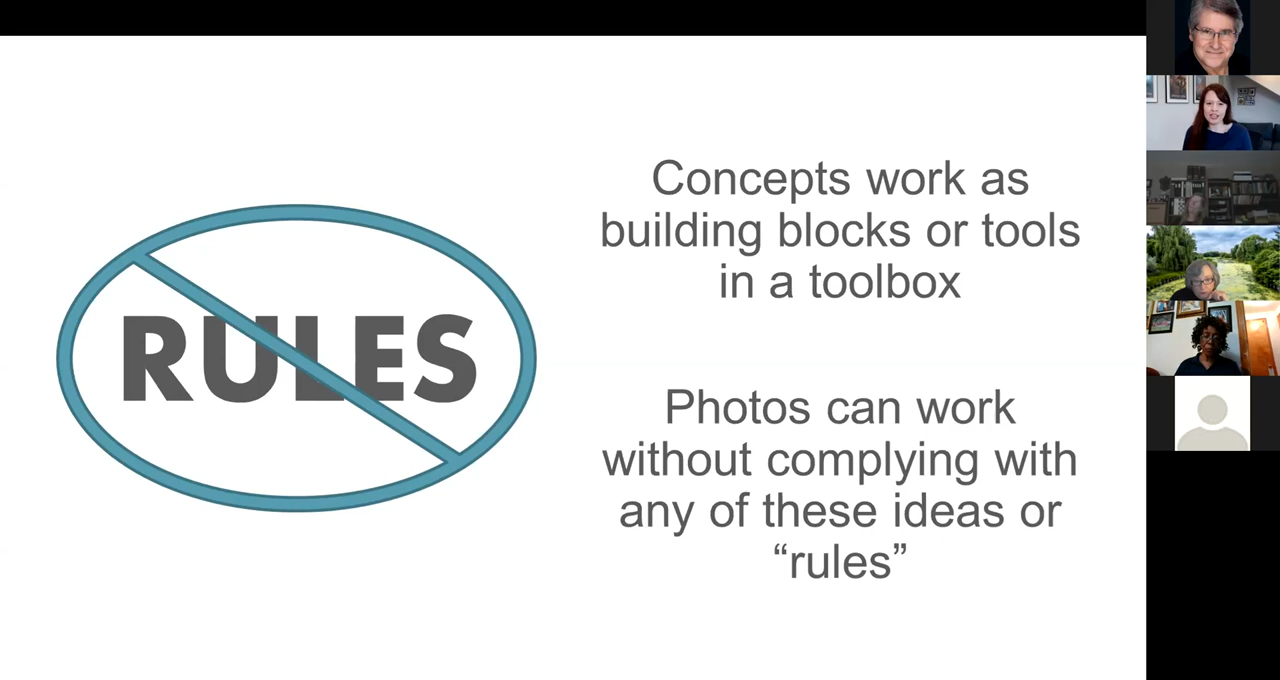 RULES
Concepts work as
building blocks or tools
in a toolbox
Photos can work
without complying with
any of these ideas or
“rules”